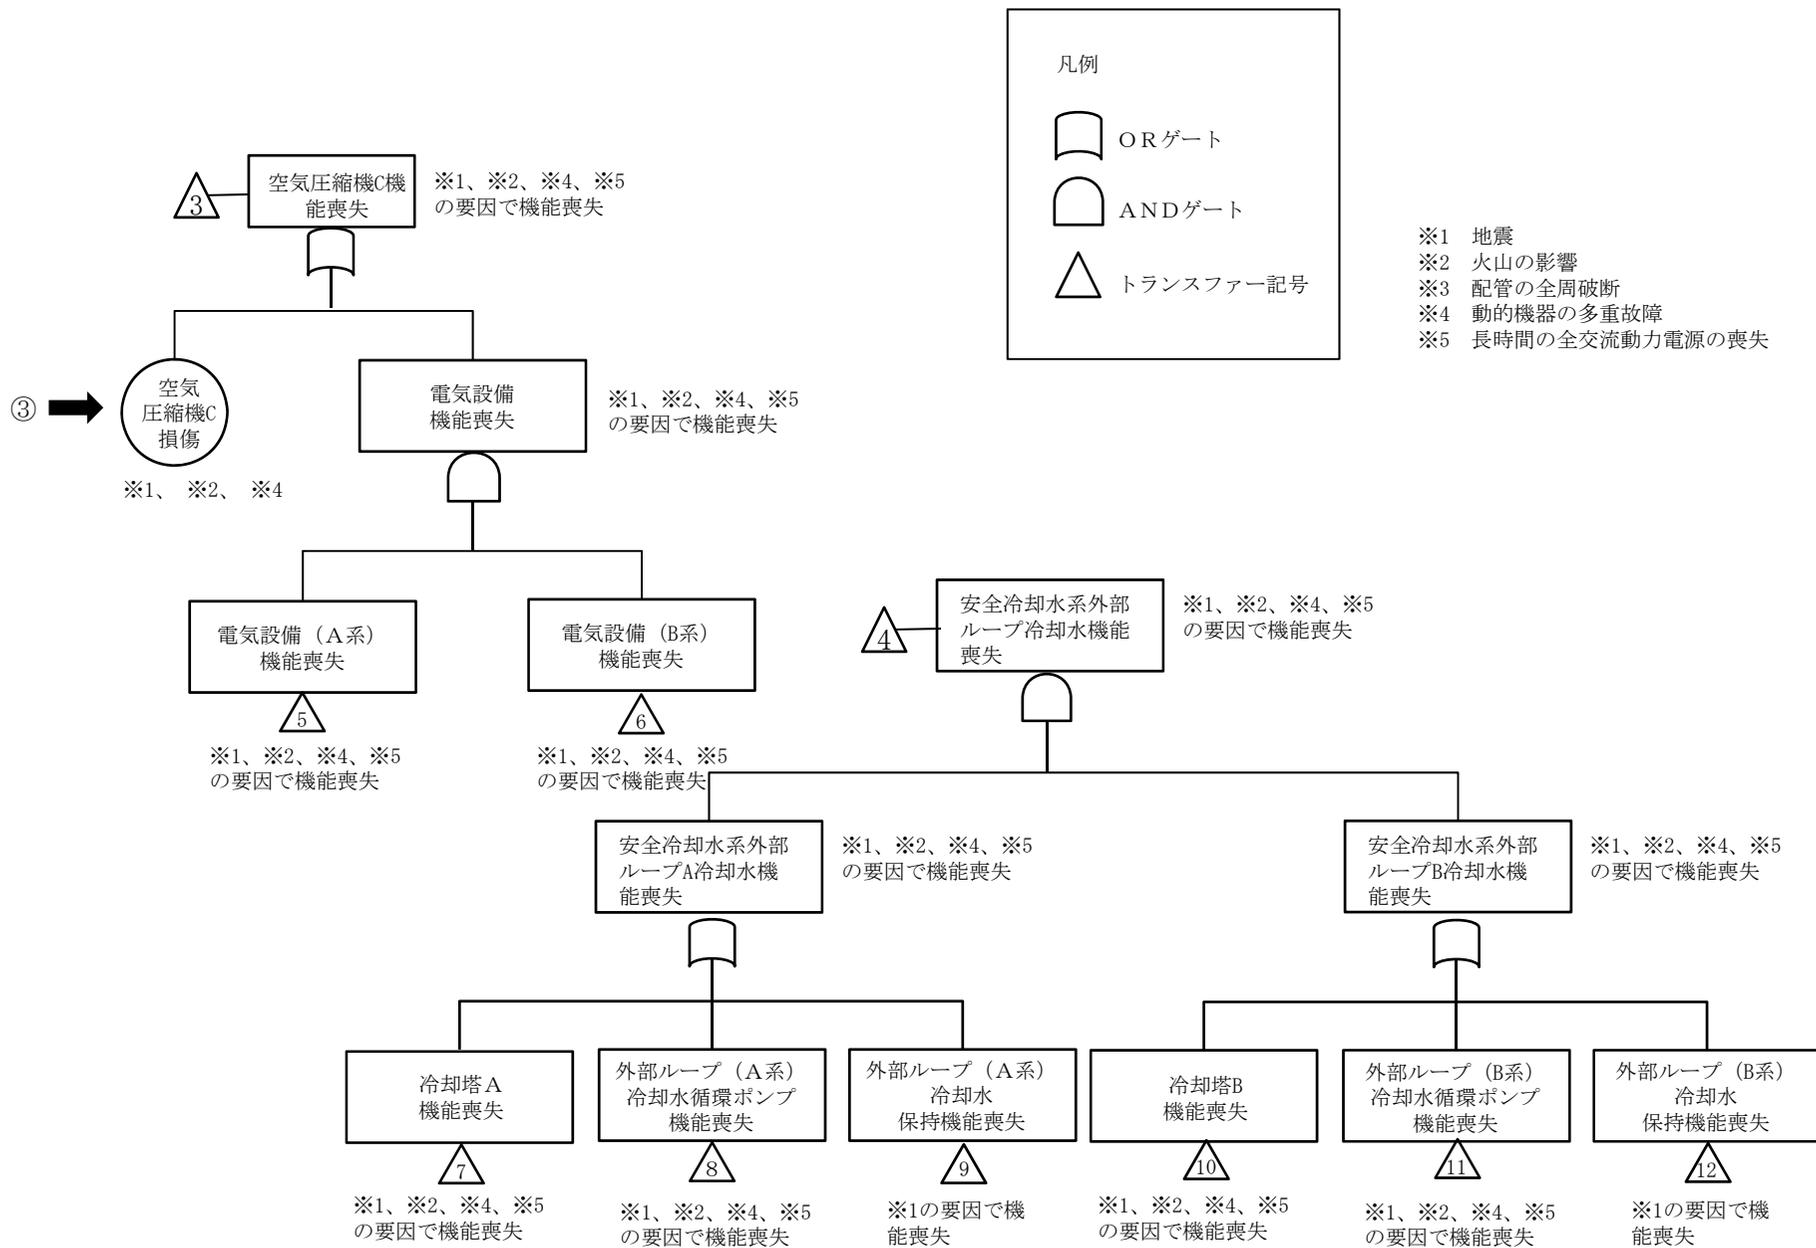 凡例
ORゲート
ANDゲート
トランスファー記号
※1 地震
※2 火山の影響
※3 配管の全周破断
※4 動的機器の多重故障
※5 長時間の全交流動力電源の喪失
3
空気圧縮機C機
能喪失
※1、※2、※4、※5
の要因で機能喪失
③
空気
圧縮機C
損傷
※1、 ※2、 ※4
電気設備
機能喪失
※1、※2、※4、※5
の要因で機能喪失
電気設備(A系)
機能喪失
5
※1、※2、※4、※5
の要因で機能喪失
電気設備(B系)
機能喪失
6
※1、※2、※4、※5
の要因で機能喪失
4
安全冷却水系外部
ループ冷却水機能
喪失
※1、※2、※4、※5
の要因で機能喪失
安全冷却水系外部
ループA冷却水機
能喪失
※1、※2、※4、※5
の要因で機能喪失
安全冷却水系外部
ループB冷却水機
能喪失
※1、※2、※4、※5
の要因で機能喪失
冷却塔A
機能喪失
7
※1、※2、※4、※5
の要因で機能喪失
外部ループ(A系)
冷却水循環ポンプ
機能喪失
8
※1、※2、※4、※5
の要因で機能喪失
外部ループ(A系)
冷却水
保持機能喪失
9
※1の要因で機
能喪失
冷却塔B
機能喪失
10
※1、※2、※4、※5
の要因で機能喪失
外部ループ(B系)
冷却水循環ポンプ
機能喪失
11
※1、※2、※4、※5
の要因で機能喪失
外部ループ(B系)
冷却水
保持機能喪失
12
※1の要因で機
能喪失